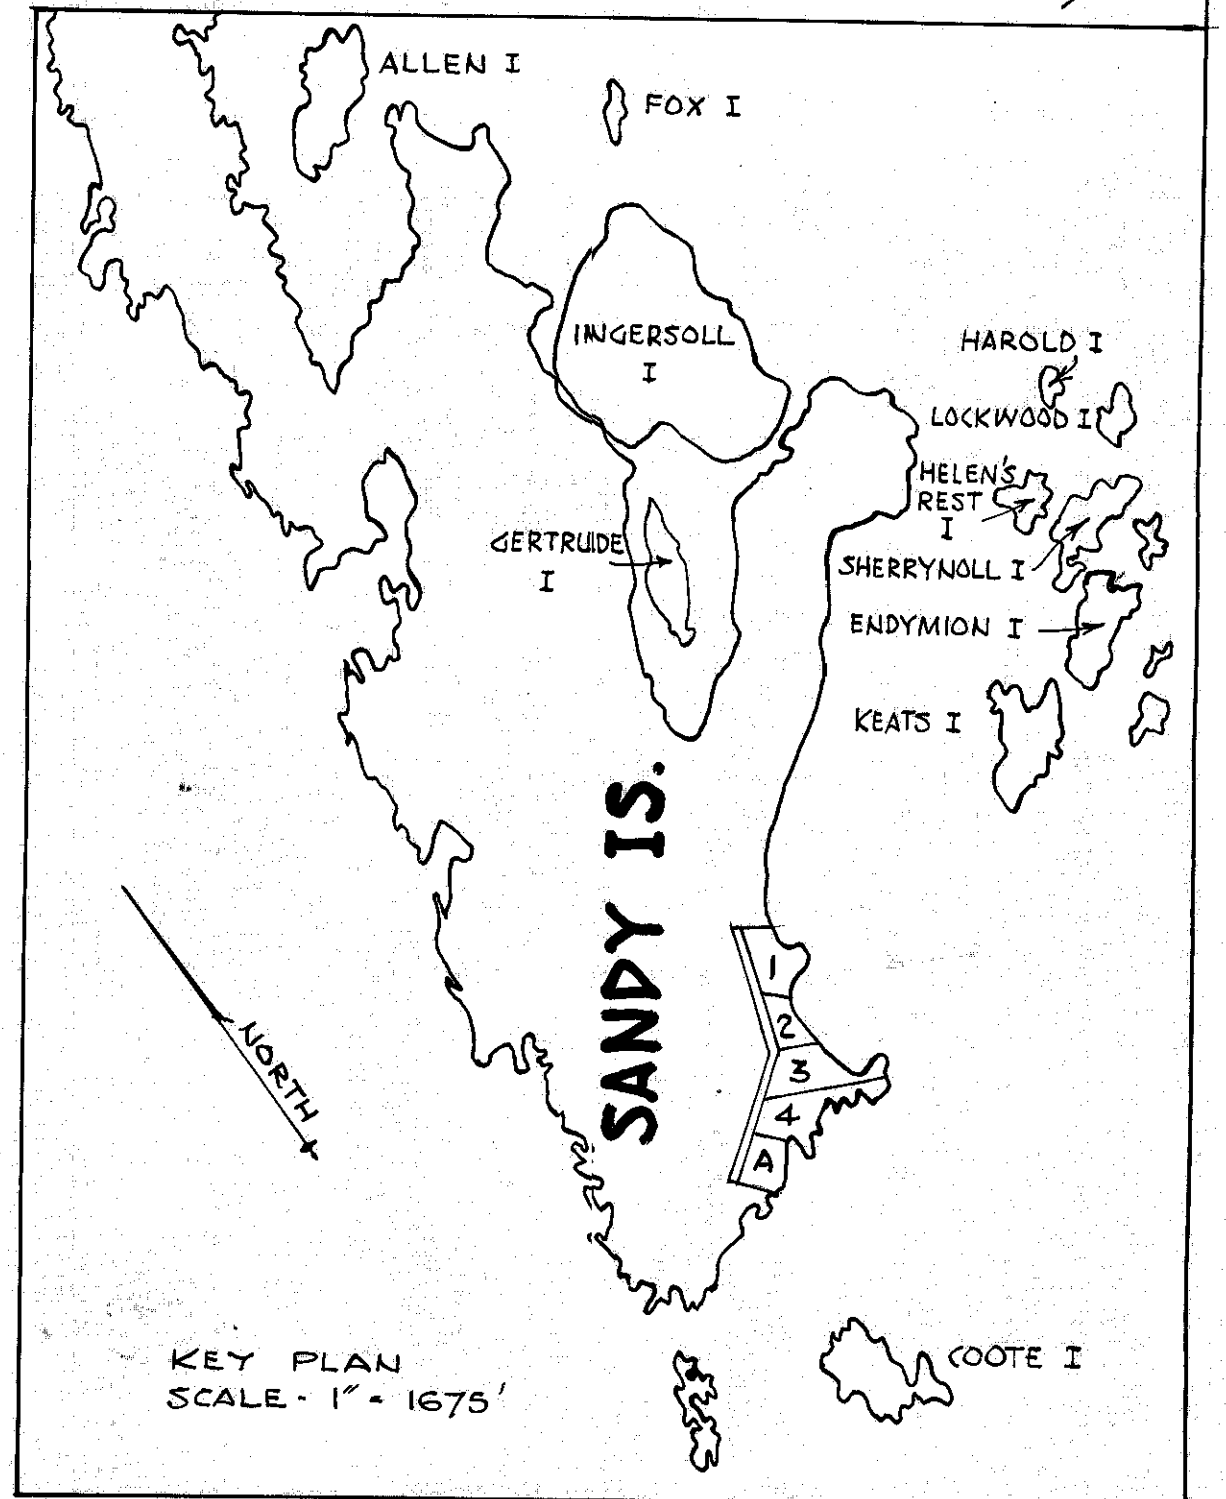 ALLEN I
FOX I
INGERSOLL
I
HAROLD I
LOCKWOOD I
HELEN'S
REST
I
GERTRUDE
I
SHERRYNOLL I
ENDYMION I
KEATS I
SANDY IS.
1
2
3
4
A
NORTH
KEY PLAN
SCALE - 1" = 1675'
COOTE I